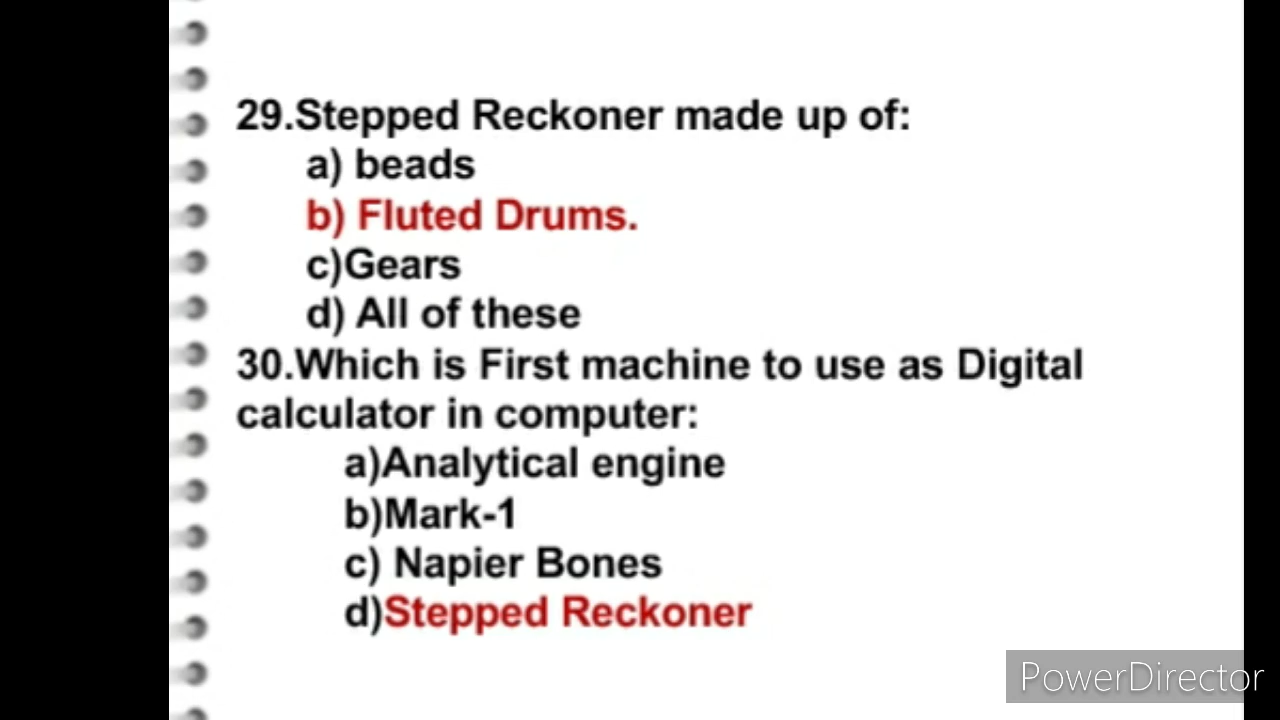 29.Stepped Reckoner made up of:
a) beads
b) Fluted Drums.
c)Gears
d) All of these
30.Which is First machine to use as Digital
calculator in computer:
a)Analytical engine
b)Mark-1
c) Napier Bones
d)Stepped Reckoner
PowerDirector